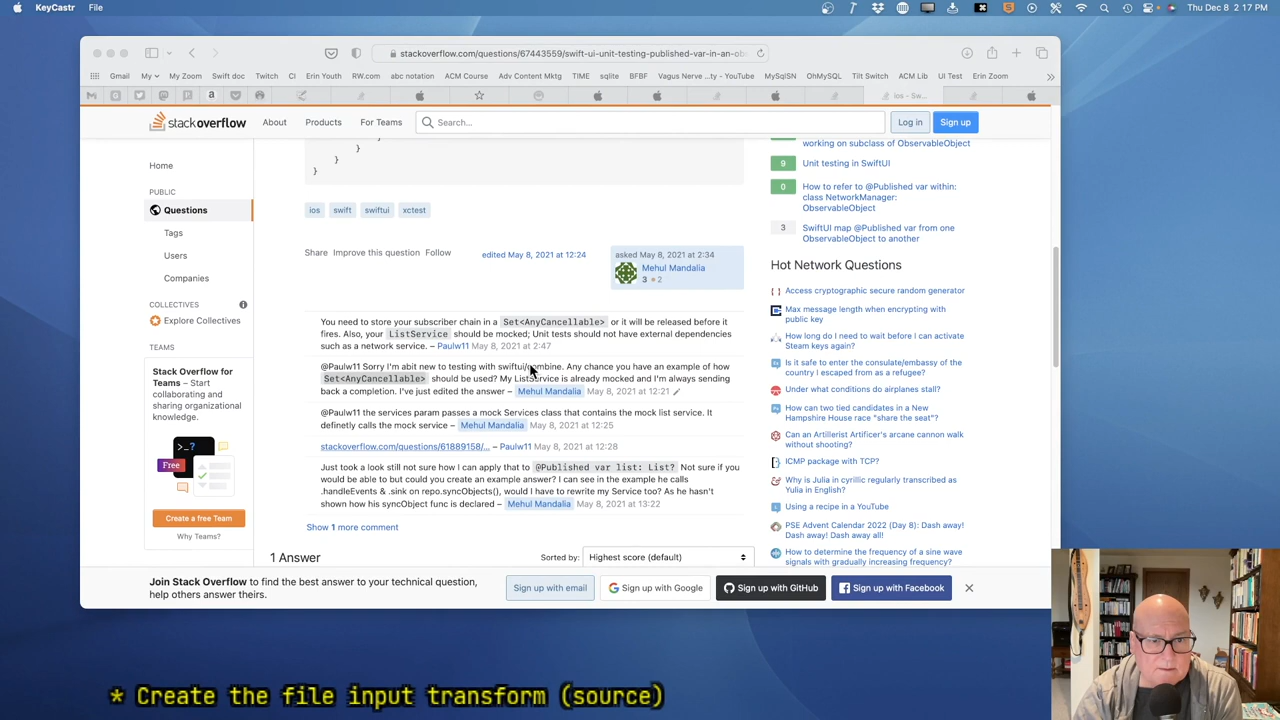 KeyCastr File
Thu Dec 8 2:17 PM
stackoverflow.com/questions/67443559/swift-ui-unit-testing-published-var-in-an-ob
Gmail My My Zoom Swift doc Twitch CI Erin Youth RW.com abc notation ACM Course Adv Content Mktg TIME sqlite BFBF Vagus Nerve ...ty - YouTube MySqlSN OhMySQL Tilt Switch ACM Lib UI Test Erin Zoom
ios - Sw...
stackoverflow About Products For Teams Search... Log in Sign up
Home
PUBLIC
Questions
Tags
Users
Companies
COLLECTIVES
Explore Collectives
TEAMS
Stack Overflow for
Teams – Start
collaborating and
sharing organizational
knowledge.
Free
Create a free Team
Why Teams?
}
}
}
ios swift swiftui xctest
Share Improve this question Follow
edited May 8, 2021 at 12:24
asked May 8, 2021 at 2:34
Mehul Mandalia
3 2
You need to store your subscriber chain in a Set<AnyCancellable> or it will be released before it
fires. Also, your ListService should be mocked; Unit tests should not have external dependencies
such as a network service. – Paulw11 May 8, 2021 at 2:47
@Paulw11 Sorry I'm abit new to testing with swiftui/combine. Any chance you have an example of how
Set<AnyCancellable> should be used? My ListService is already mocked and I'm always sending
back a completion. I've just edited the answer – Mehul Mandalia May 8, 2021 at 12:21
@Paulw11 the services param passes a mock Services class that contains the mock list service. It
definetly calls the mock service – Mehul Mandalia May 8, 2021 at 12:25
stackoverflow.com/questions/61889158/... – Paulw11 May 8, 2021 at 12:28
Just took a look still not sure how I can apply that to @Published var list: List? Not sure if you
would be able to but could you create an example answer? I can see in the example he calls
.handleEvents & .sink on repo.syncObjects(), would I have to rewrite my Service too? As he hasn't
shown how his syncObject func is declared – Mehul Mandalia May 8, 2021 at 13:22
Show 1 more comment
1 Answer
Sorted by: Highest score (default)
working on subclass of ObservableObject
9 Unit testing in SwiftUI
0 How to refer to @Published var within:
class NetworkManager:
ObservableObject
3 SwiftUI map @Published var from one
ObservableObject to another
Hot Network Questions
Access cryptographic secure random generator
Max message length when encrypting with
public key
How long do I need to wait before I can activate
Steam keys again?
Is it safe to enter the consulate/embassy of the
country I escaped from as a refugee?
Under what conditions do airplanes stall?
How can two tied candidates in a New
Hampshire House race "share the seat"?
Can an Artillerist Artificer's arcane cannon walk
without shooting?
ICMP package with TCP?
Why is Julia in cyrillic regularly transcribed as
Yulia in English?
Using a recipe in a YouTube
PSE Advent Calendar 2022 (Day 8): Dash away!
Dash away! Dash away all!
How to determine the frequency of a sine wave
signals with gradually increasing frequency?
Join Stack Overflow to find the best answer to your technical question,
help others answer theirs.
Sign up with email Sign up with Google Sign up with GitHub Sign up with Facebook
* Create the file input transform (source)